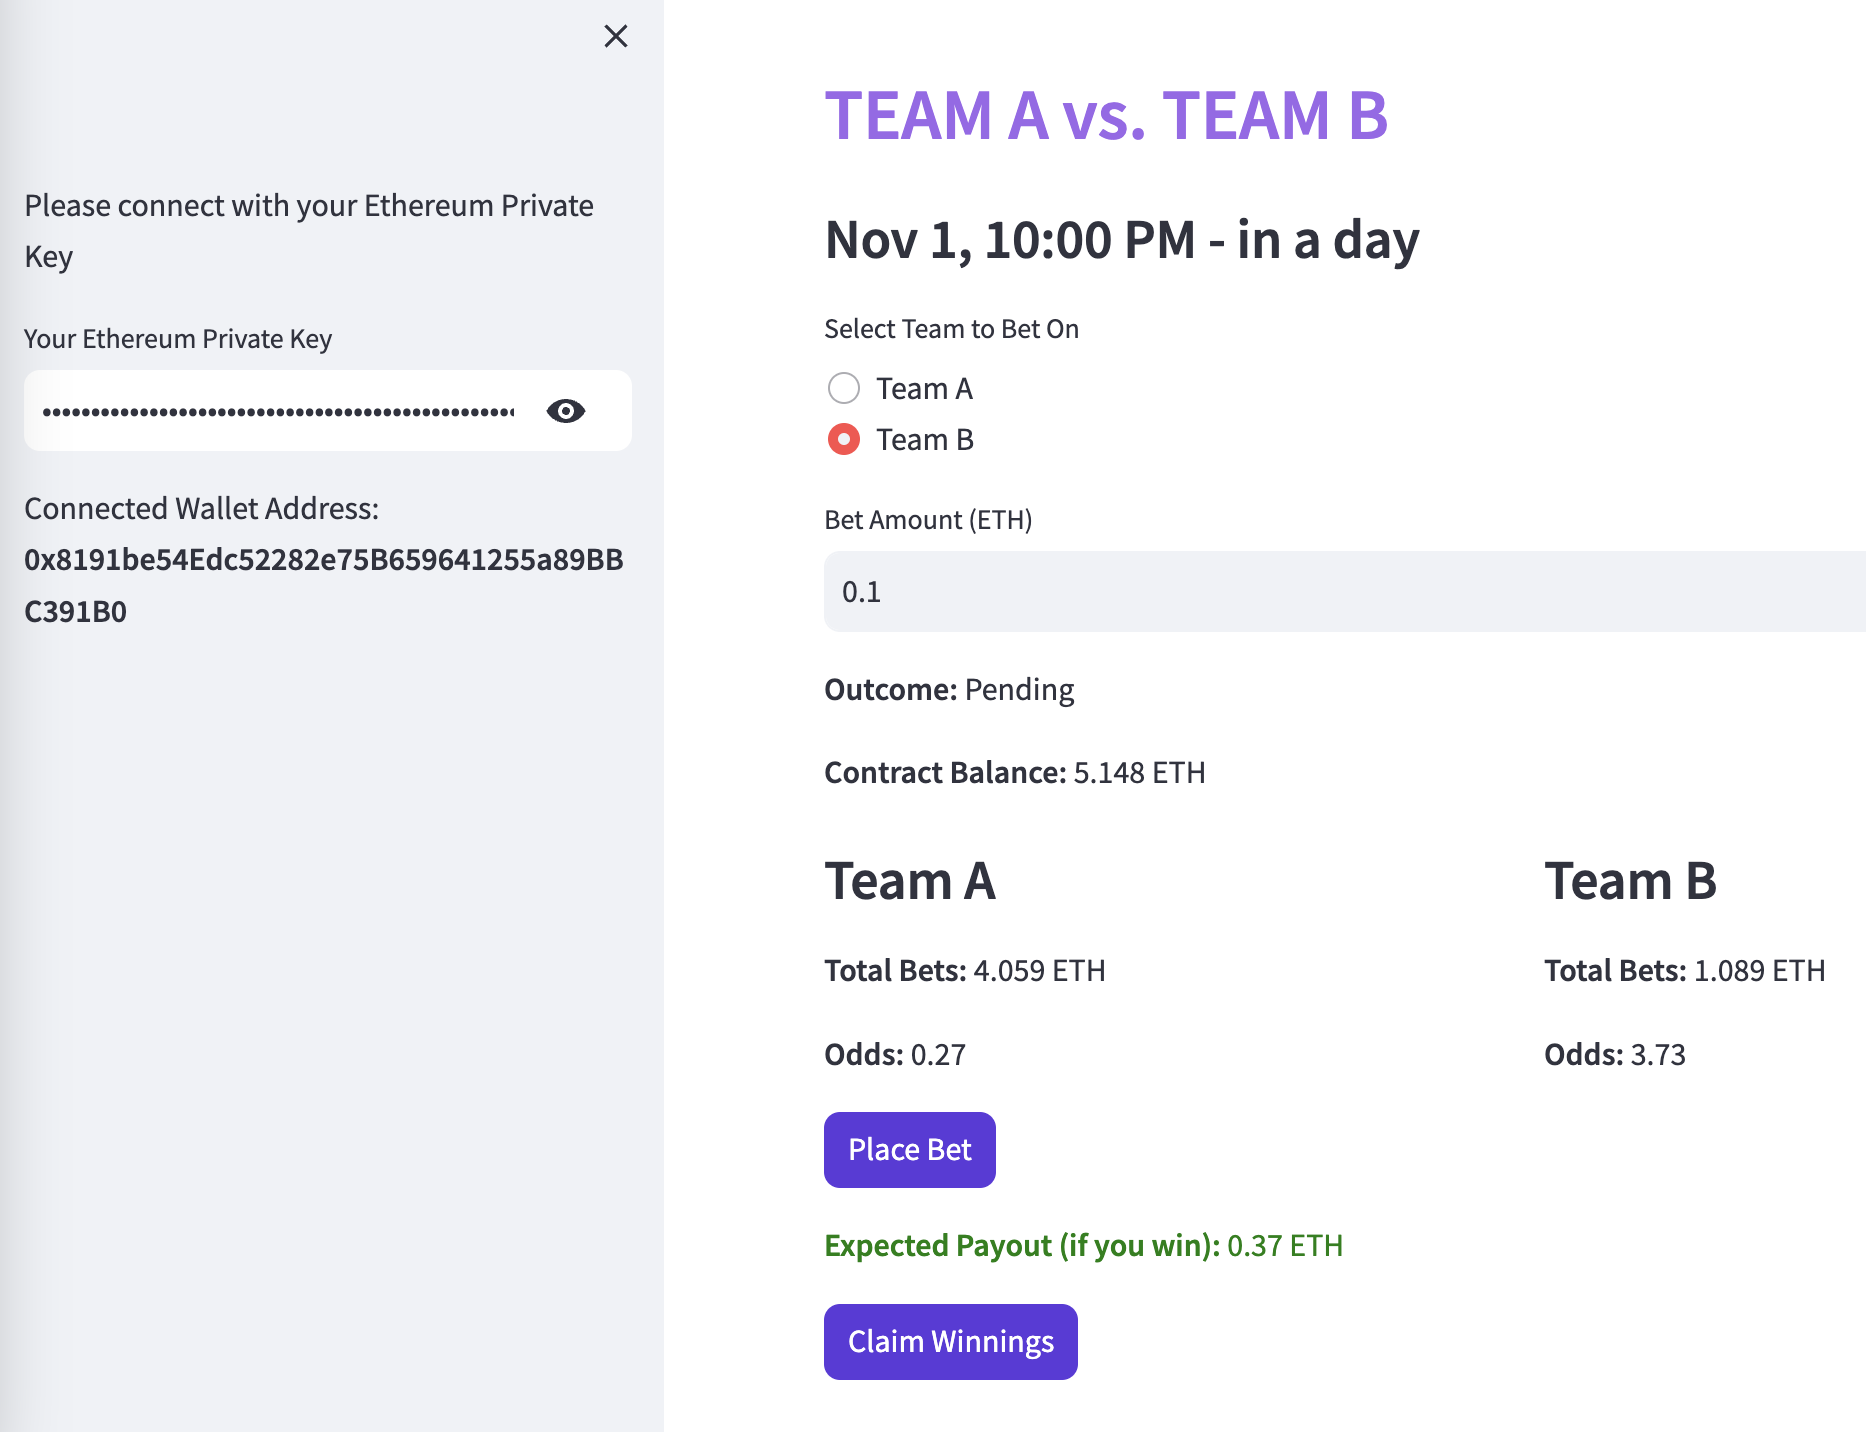 Please connect with your Ethereum Private
Key
Your Ethereum Private Key
Connected Wallet Address:
0x8191be54Edc52282e75B659641255a89BB
C391B0
TEAM A vs. TEAM B
Nov 1, 10:00 PM - in a day
Select Team to Bet On
Team A
Team B
Bet Amount (ETH)
0.1
Outcome: Pending
Contract Balance: 5.148 ETH
Team A
Total Bets: 4.059 ETH
Odds: 0.27
Team B
Total Bets: 1.089 ETH
Odds: 3.73
Place Bet
Expected Payout (if you win): 0.37 ETH
Claim Winnings